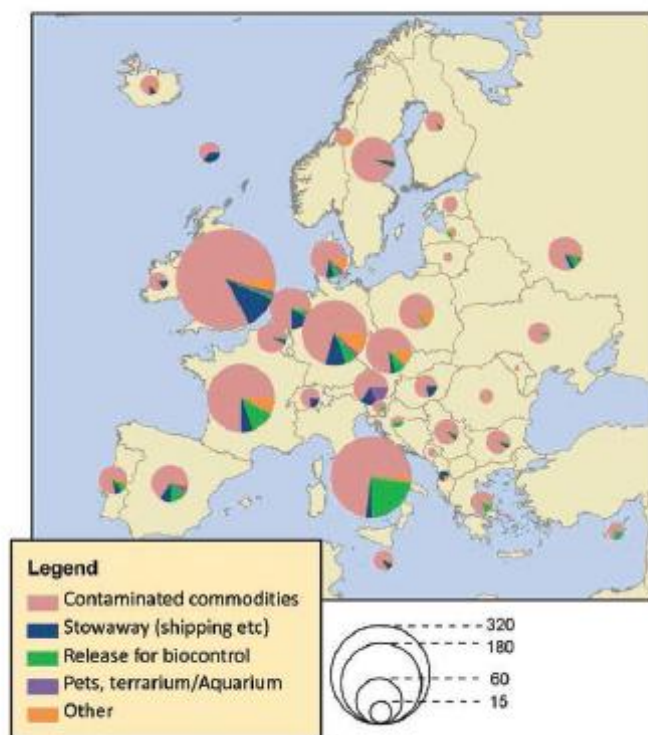 Legend
Contaminated commodities
Stowaway (shipping etc)
Release for biocontrol
Pets, terrarium/Aquarium
Other
320
180
60
15